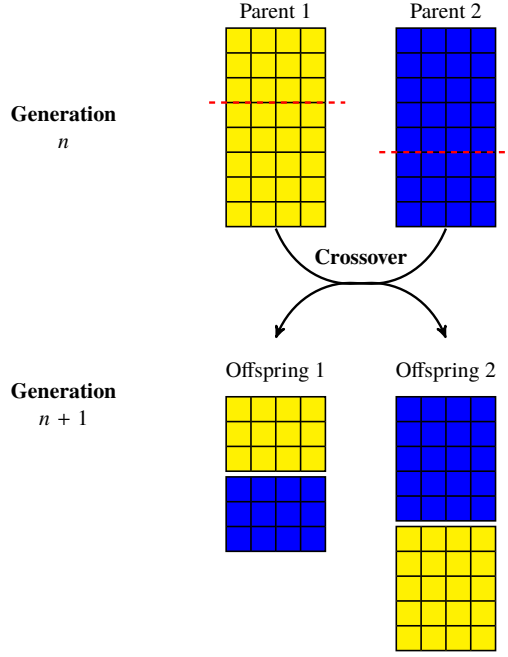 Parent 1
Parent 2
Generation
n
Crossover
Offspring 1
Offspring 2
Generation
n + 1